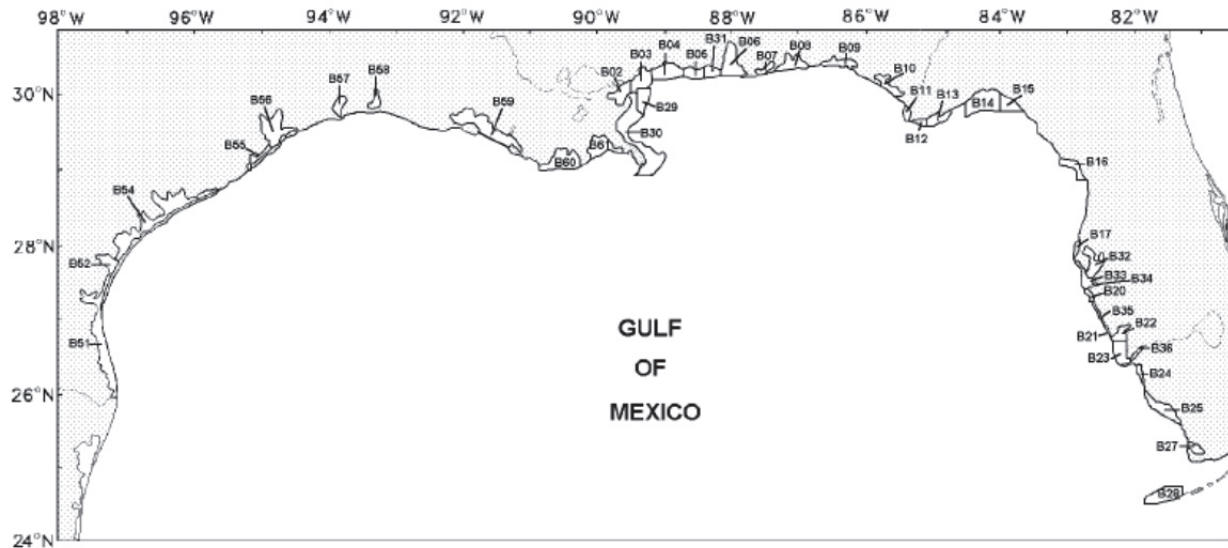 98°W 96°W 94°W 92°W 90°W 88°W 86°W 84°W 82°W
B31
B03 B04 B05 B06 B07 B08 B09
B02
B57 B58
B10
30°N
B56
B59
B29
B11 B13 B14 B15
B30
B12
B55
B60 B61
B16
B54
28°N
B17
B52
B32
B33 B34
B20
B35
B21 B22
GULF
B51
B23 B36
OF
B24
26°N
MEXICO
B25
B27
B28
24°N